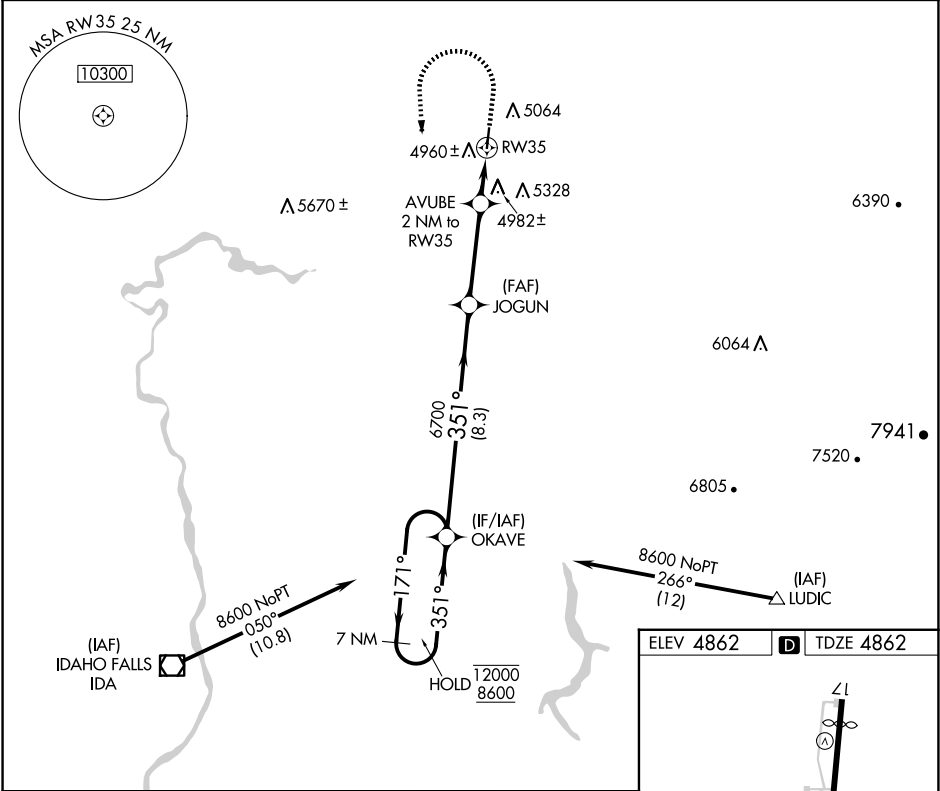 MSA RW35 25 NM
10300
5064
4960 ±
RW35
5328
4982±
AVUBE
2 NM to
RW35
5670 ±
6390
(FAF)
JOGUN
6064
6700
351°
(8.3)
7941
7520
6805
(IF/IAF)
OKAVE
171°
351°
8600 NoPT
266°
(12)
(IAF)
LUDIC
8600 NoPT
050°
(10.8)
(IAF)
IDAHO FALLS
IDA
7 NM
HOLD
12000
8600
ELEV 4862
D
TDZE 4862
17
V